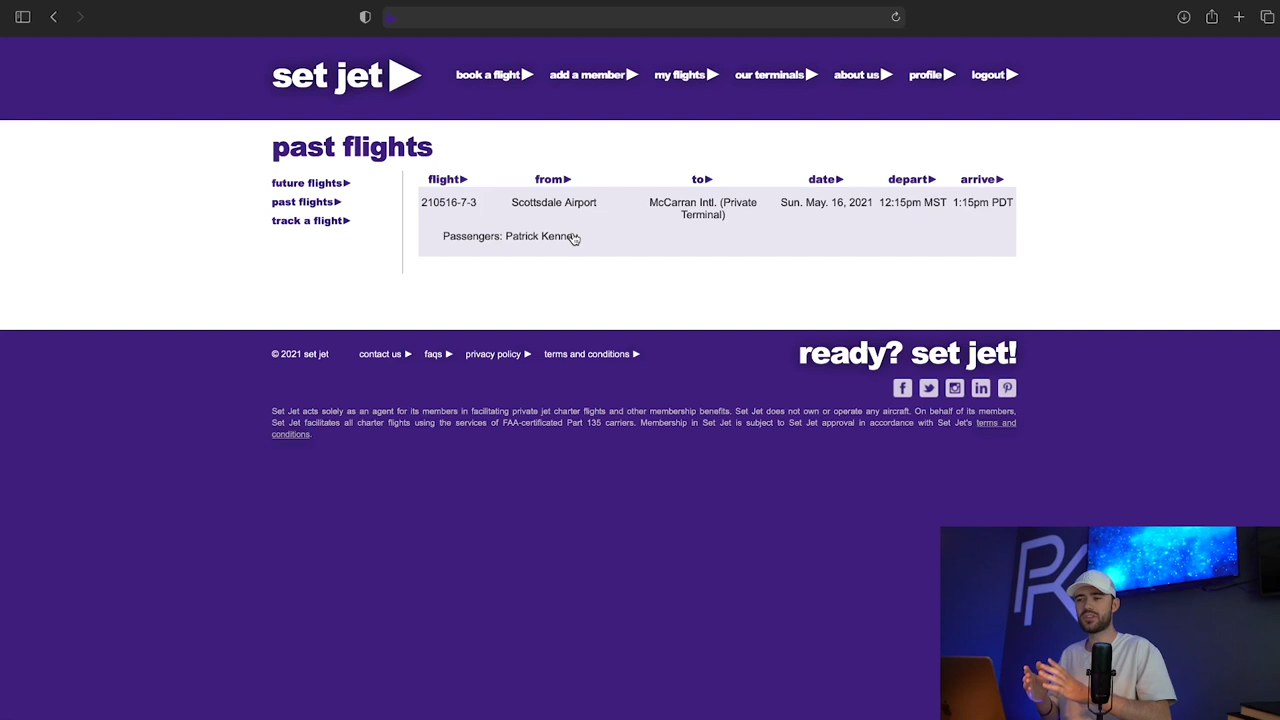 set jet
book a flight
add a member
my flights
our terminals
about us
profile
logout
past flights
future flights
past flights
track a flight
flight from to date depart arrive
210516-7-3 Scottsdale Airport McCarran Intl. (Private Sun. May. 16, 2021 12:15pm MST 1:15pm PDT
Terminal)
Passengers: Patrick
© 2021 set jet contact us faqs privacy policy terms and conditions
ready? set jet!
Set Jet acts solely as an agent for its members in facilitating private jet charter flights and other membership benefits. Set Jet does not own or operate any aircraft. On behalf of its members,
Set Jet facilitates all charter flights using the services of FAA-certificated Part 135 carriers. Membership in Set Jet is subject to Set Jet approval in accordance with Set Jet's terms and
conditions.
PK